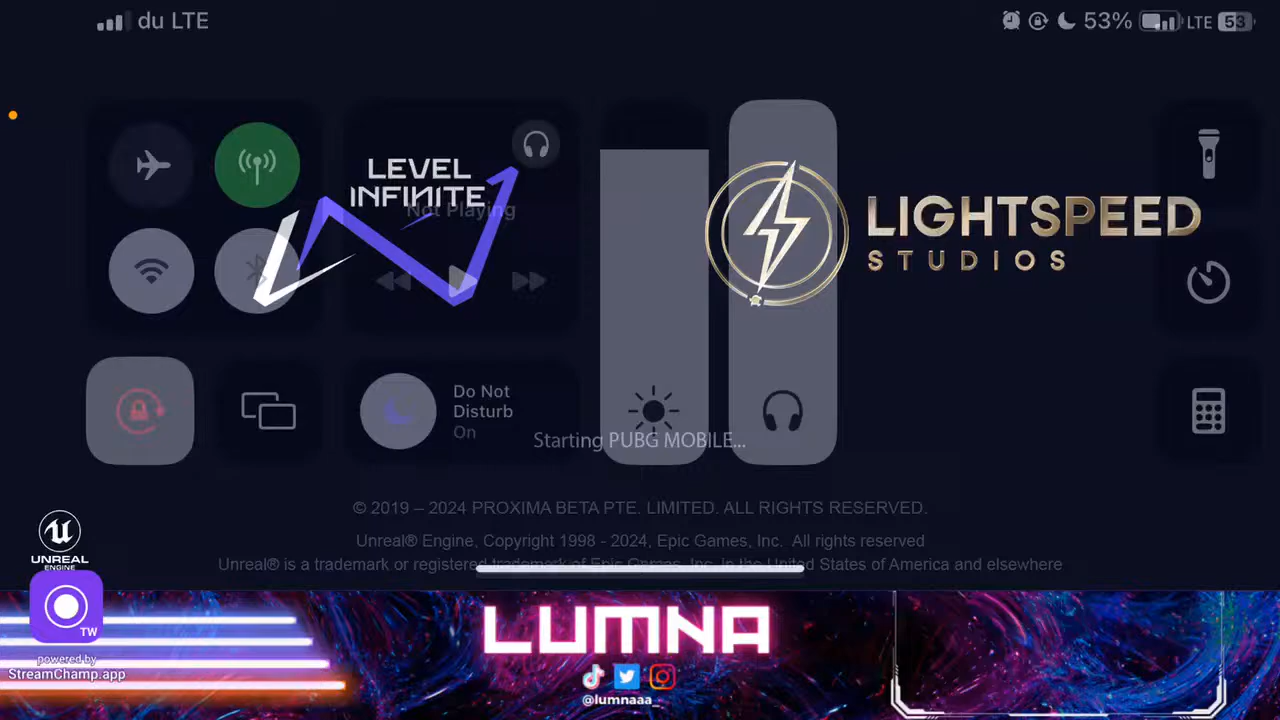 du LTE
53%
LTE 53
LEVEL
INFINITE
Not Playing
LIGHTSPEED
STUDIOS
Do Not
Disturb
On
Starting PUBG MOBILE...
© 2019 – 2024 PROXIMA BETA PTE. LIMITED. ALL RIGHTS RESERVED.
Unreal® Engine, Copyright 1998 - 2024, Epic Games, Inc. All rights reserved
Unreal® is a trademark or registered trademark of Epic Games, Inc. in the United States of America and elsewhere
UNREAL
ENGINE
TW
powered by
StreamChamp.app
LUMNA
@lumnaaa_